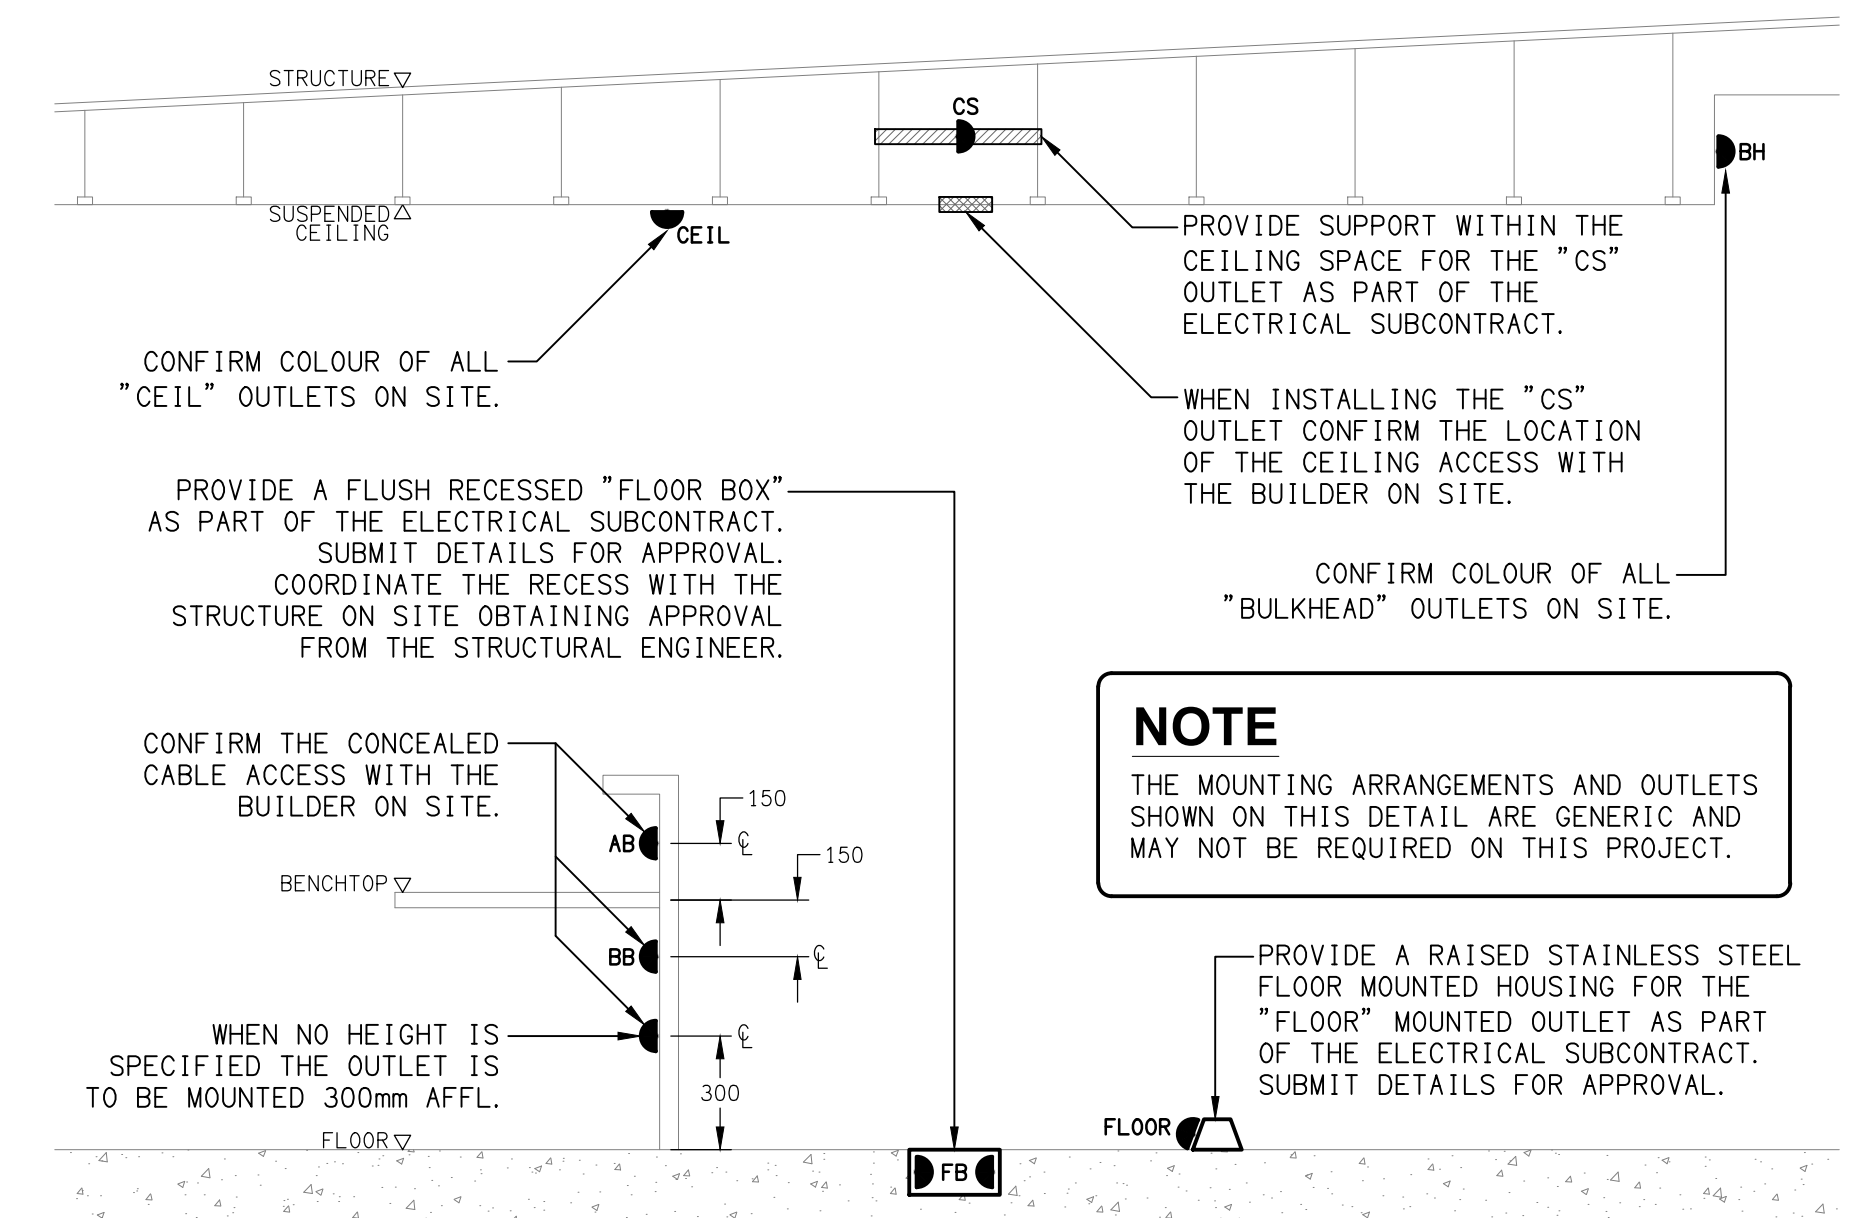 STRUCTURE
CS
BH
SUSPENDED
CEILING
CEIL
PROVIDE SUPPORT WITHIN THE
CEILING SPACE FOR THE "CS"
OUTLET AS PART OF THE
ELECTRICAL SUBCONTRACT.
CONFIRM COLOUR OF ALL
"CEIL" OUTLETS ON SITE.
WHEN INSTALLING THE "CS"
OUTLET CONFIRM THE LOCATION
OF THE CEILING ACCESS WITH
THE BUILDER ON SITE.
PROVIDE A FLUSH RECESSED "FLOOR BOX"
AS PART OF THE ELECTRICAL SUBCONTRACT.
SUBMIT DETAILS FOR APPROVAL.
COORDINATE THE RECESS WITH THE
STRUCTURE ON SITE OBTAINING APPROVAL
FROM THE STRUCTURAL ENGINEER.
CONFIRM COLOUR OF ALL
"BULKHEAD" OUTLETS ON SITE.
NOTE
THE MOUNTING ARRANGEMENTS AND OUTLETS
SHOWN ON THIS DETAIL ARE GENERIC AND
MAY NOT BE REQUIRED ON THIS PROJECT.
CONFIRM THE CONCEALED
CABLE ACCESS WITH THE
BUILDER ON SITE.
150
AB
℄
150
BENCHTOP
BB
℄
WHEN NO HEIGHT IS
SPECIFIED THE OUTLET IS
TO BE MOUNTED 300mm AFFL.
℄
300
PROVIDE A RAISED STAINLESS STEEL
FLOOR MOUNTED HOUSING FOR THE
"FLOOR" MOUNTED OUTLET AS PART
OF THE ELECTRICAL SUBCONTRACT.
SUBMIT DETAILS FOR APPROVAL.
FLOOR
FLOOR
FB